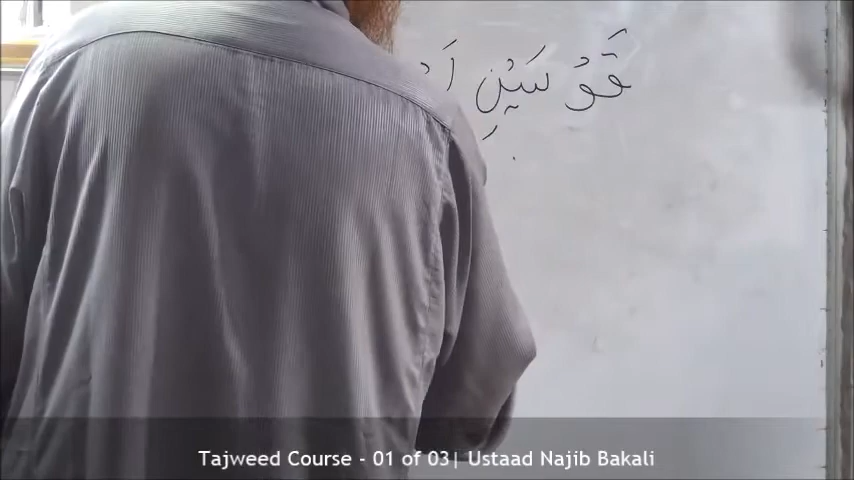 قَوْسَيْنِ اَ
Tajweed Course - 01 of 03| Ustaad Najib Bakali